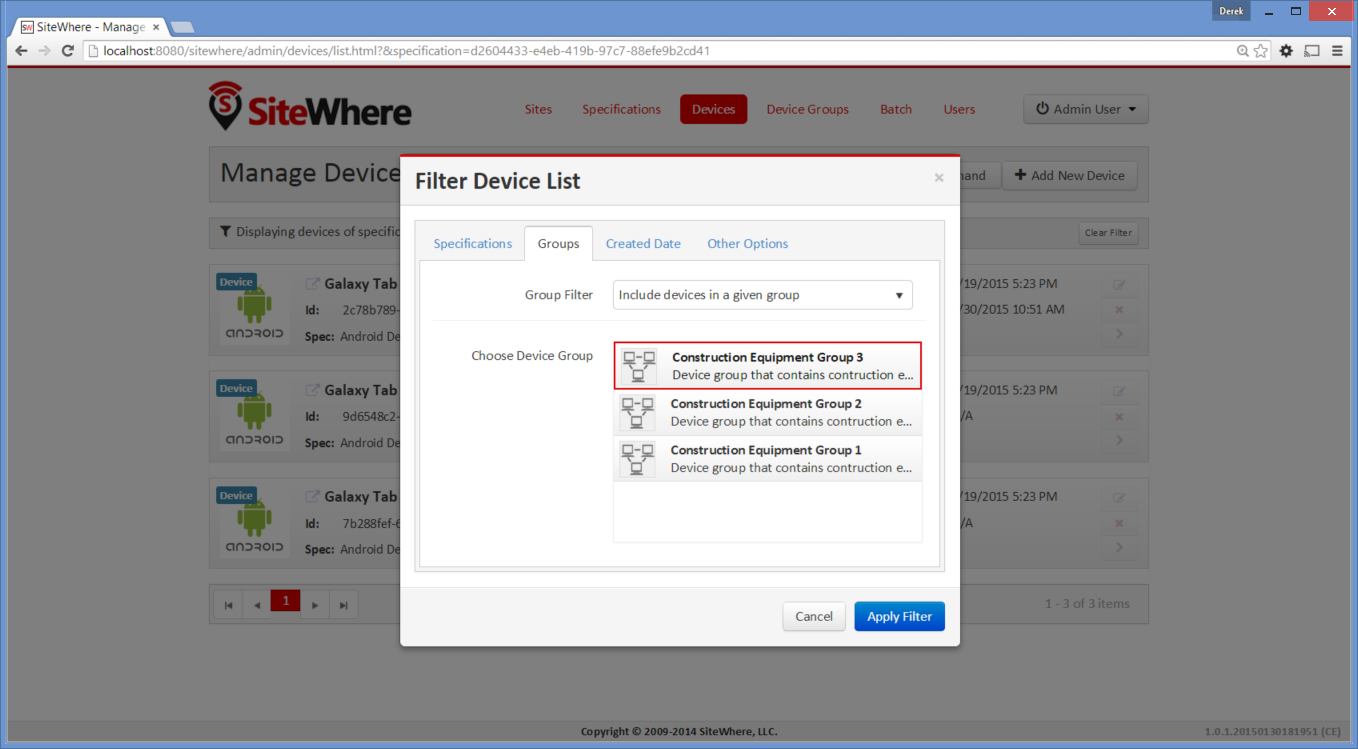 Derek
SiteWhere - Manage
localhost:8080/sitewhere/admin/devices/list.html?&specification=d2604433-e4eb-419b-97c7-88efe9b2cd41
SiteWhere
Sites Specifications Devices Device Groups Batch Users Admin User
Manage Device
Add New Device
Filter Device List
Displaying devices of specific
Clear Filter
Specifications Groups Created Date Other Options
Group Filter Include devices in a given group
Choose Device Group
Construction Equipment Group 3
Device group that contains contruction e...
Construction Equipment Group 2
Device group that contains contruction e...
Construction Equipment Group 1
Device group that contains contruction e...
Cancel Apply Filter
Device
ANDROID
Galaxy Tab
Id: 2c78b789-
Spec: Android De
/19/2015 5:23 PM
/30/2015 10:51 AM
Device
ANDROID
Galaxy Tab
Id: 9d6548c2-
Spec: Android De
/A
Device
ANDROID
Galaxy Tab
Id: 7b288fef-6
Spec: Android De
/19/2015 5:23 PM
/A
1
1 - 3 of 3 items
Copyright © 2009-2014 SiteWhere, LLC.
1.0.1.20150130181951 (CE)